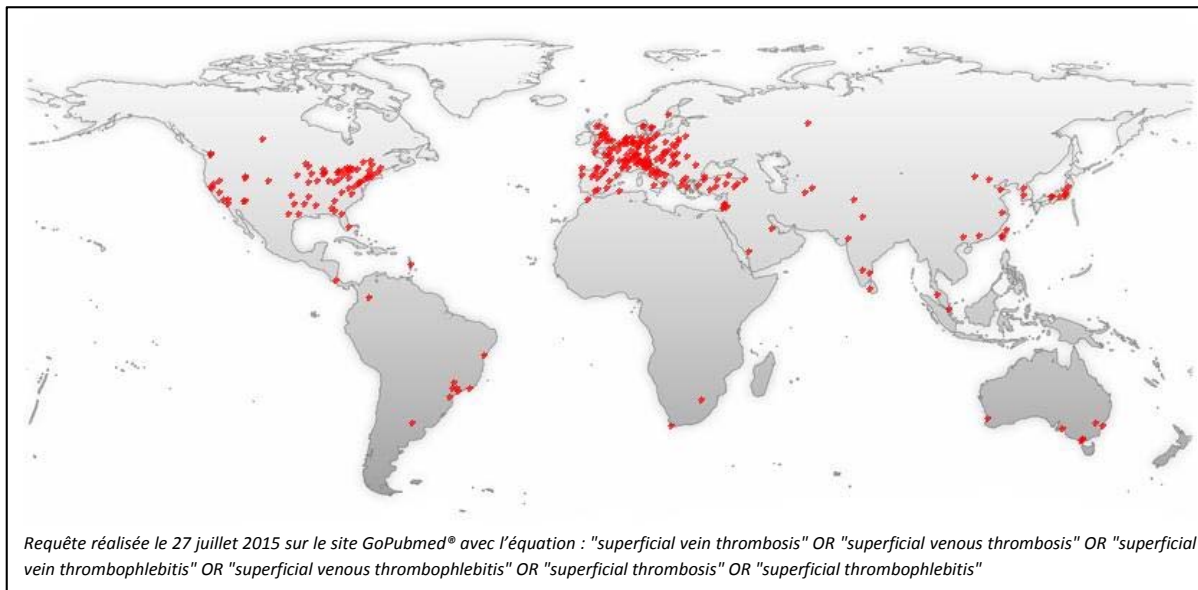 Requête réalisée le 27 juillet 2015 sur le site GoPubmed® avec l’équation : "superficial vein thrombosis" OR "superficial venous thrombosis" OR "superficial
vein thrombophlebitis" OR "superficial venous thrombophlebitis" OR "superficial thrombosis" OR "superficial thrombophlebitis"